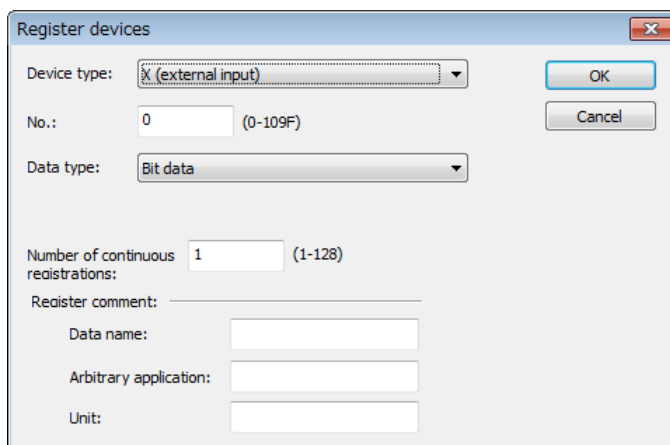 Register devices
Device type: X (external input) OK
No.: 0 (0-109F) Cancel
Data type: Bit data
Number of continuous 1 (1-128)
registrations:
Register comment:
Data name:
Arbitrary application:
Unit: